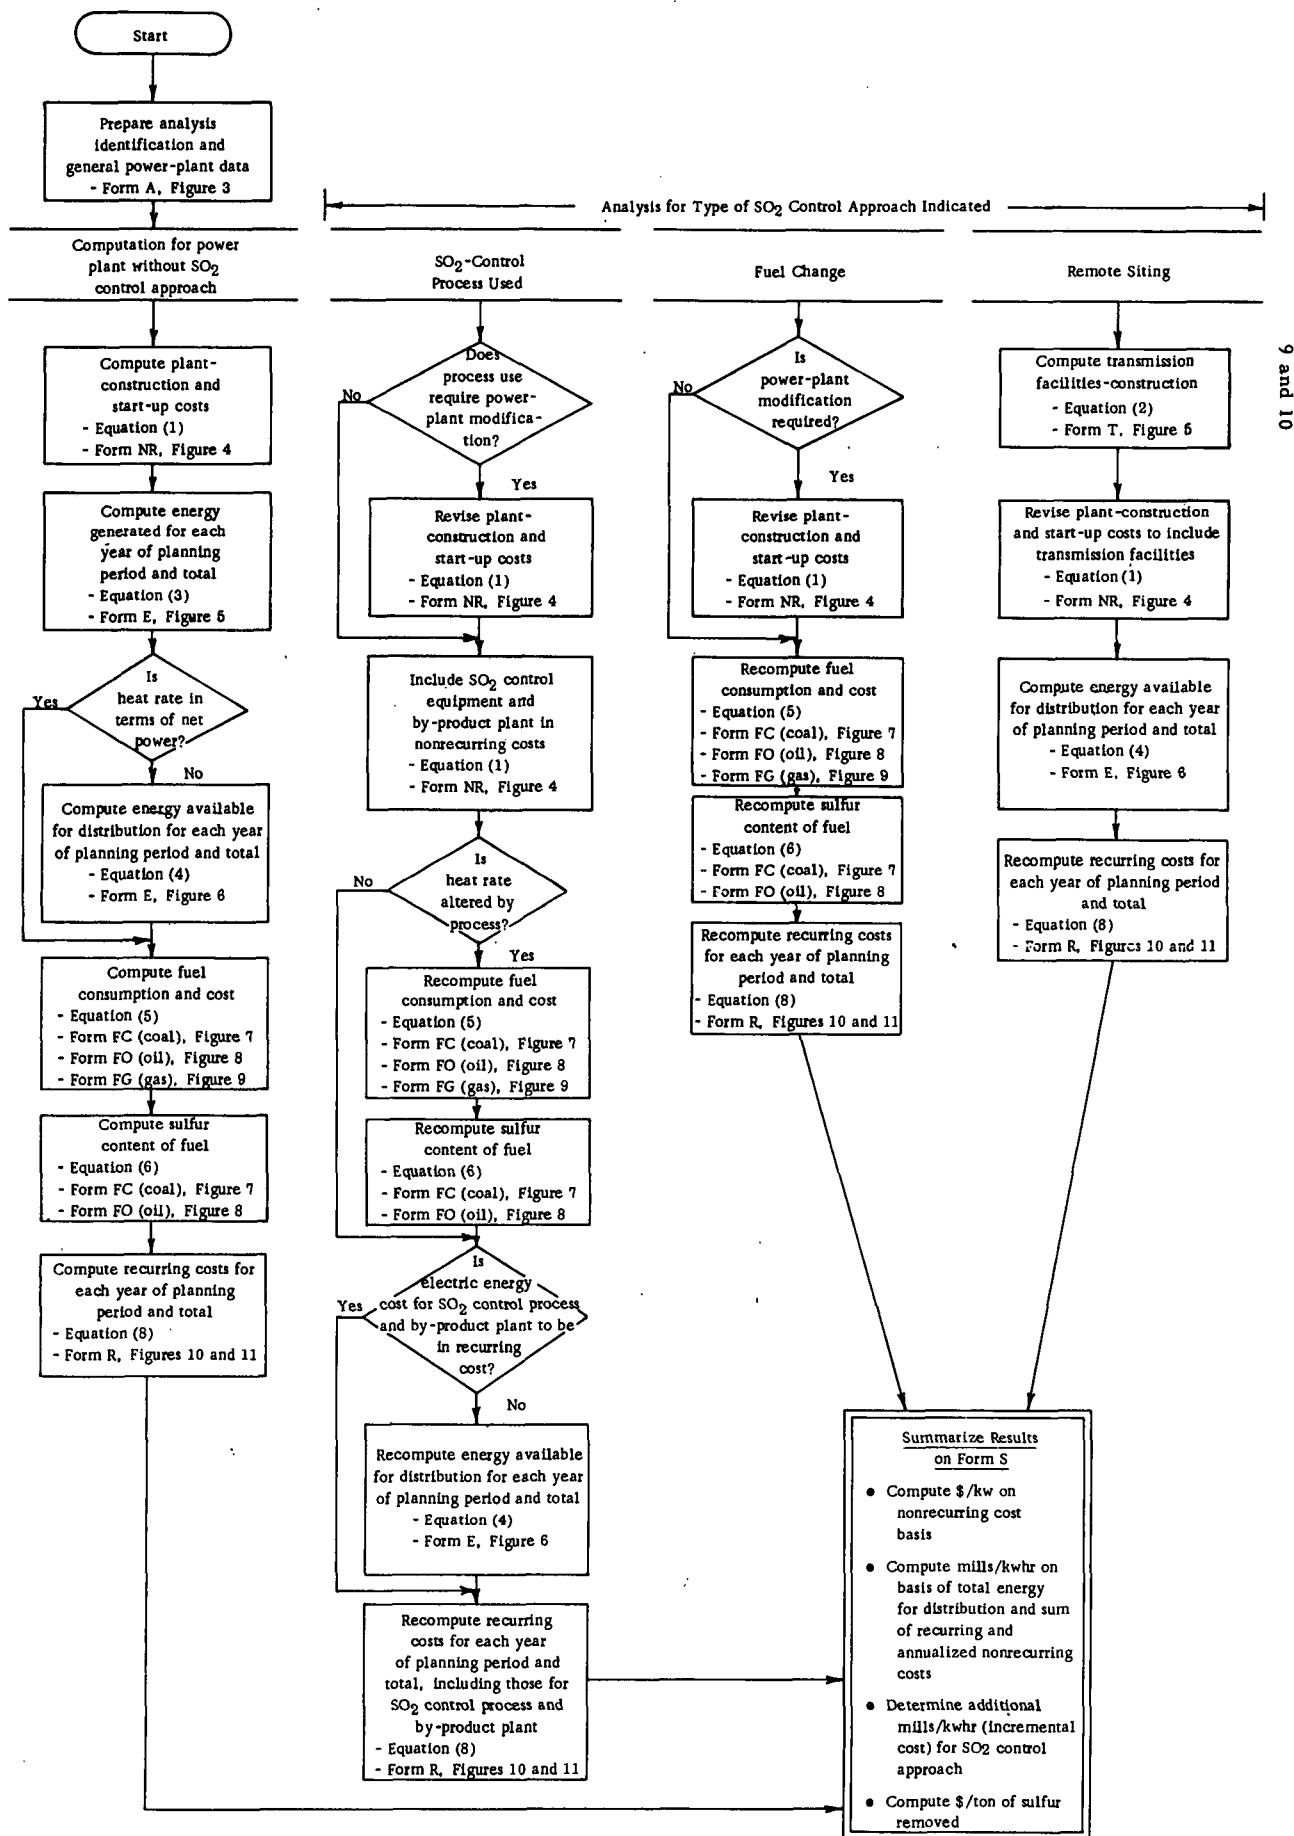 Start
Prepare analysis
identification and
general power-plant data
- Form A, Figure 3
Analysis for Type of SO2 Control Approach Indicated
Computation for power
plant without SO2
control approach
SO2-Control
Process Used
Fuel Change
Remote Siting
9 and 10
Compute plant-
construction and
start-up costs
- Equation (1)
- Form NR, Figure 4
Compute energy
generated for each
year of planning
period and total
- Equation (3)
- Form E, Figure 5
Is
heat rate in
terms of net
power?
Yes
No
Compute energy available
for distribution for each year
of planning period and total
- Equation (4)
- Form E, Figure 6
Compute fuel
consumption and cost
- Equation (5)
- Form FC (coal), Figure 7
- Form FO (oil), Figure 8
- Form FG (gas), Figure 9
Compute sulfur
content of fuel
- Equation (6)
- Form FC (coal), Figure 7
- Form FO (oil), Figure 8
Compute recurring costs for
each year of planning
period and total
- Equation (8)
- Form R, Figures 10 and 11
Does
process use
require power-
plant modifica-
tion?
No
Yes
Revise plant-
construction and
start-up costs
- Equation (1)
- Form NR, Figure 4
Include SO2 control
equipment and
by-product plant in
nonrecurring costs
- Equation (1)
- Form NR, Figure 4
Is
heat rate
altered by
process?
No
Yes
Recompute fuel
consumption and cost
- Equation (5)
- Form FC (coal), Figure 7
- Form FO (oil), Figure 8
- Form FG (gas), Figure 9
Recompute sulfur
content of fuel
- Equation (6)
- Form FC (coal), Figure 7
- Form FO (oil), Figure 8
Is
electric energy
cost for SO2 control process
and by-product plant to be
in recurring
cost?
Yes
No
Recompute energy available
for distribution for each year
of planning period and total
- Equation (4)
- Form E, Figure 6
Recompute recurring
costs for each year
of planning period and
total, including those for
SO2 control process and
by-product plant
- Equation (8)
- Form R, Figures 10 and 11
Is
power-plant
modification
required?
No
Yes
Revise plant-
construction and
start-up costs
- Equation (1)
- Form NR, Figure 4
Recompute fuel
consumption and cost
- Equation (5)
- Form FC (coal), Figure 7
- Form FO (oil), Figure 8
- Form FG (gas), Figure 9
Recompute sulfur
content of fuel
- Equation (6)
- Form FC (coal), Figure 7
- Form FO (oil), Figure 8
Recompute recurring costs
for each year of planning
period and total
- Equation (8)
- Form R, Figures 10 and 11
Compute transmission
facilities-construction
- Equation (2)
- Form T, Figure 5
Revise plant-construction
and start-up costs to include
transmission facilities
- Equation (1)
- Form NR, Figure 4
Compute energy available
for distribution for each year
of planning period and total
- Equation (4)
- Form E, Figure 6
Recompute recurring costs for
each year of planning period
and total
- Equation (8)
- Form R, Figures 10 and 11
Summarize Results
on Form S
• Compute $/kw on
nonrecurring cost
basis
• Compute mills/kwhr on
basis of total energy
for distribution and sum
of recurring and
annualized nonrecurring
costs
• Determine additional
mills/kwhr (incremental
cost) for SO2 control
approach
• Compute $/ton of sulfur
removed